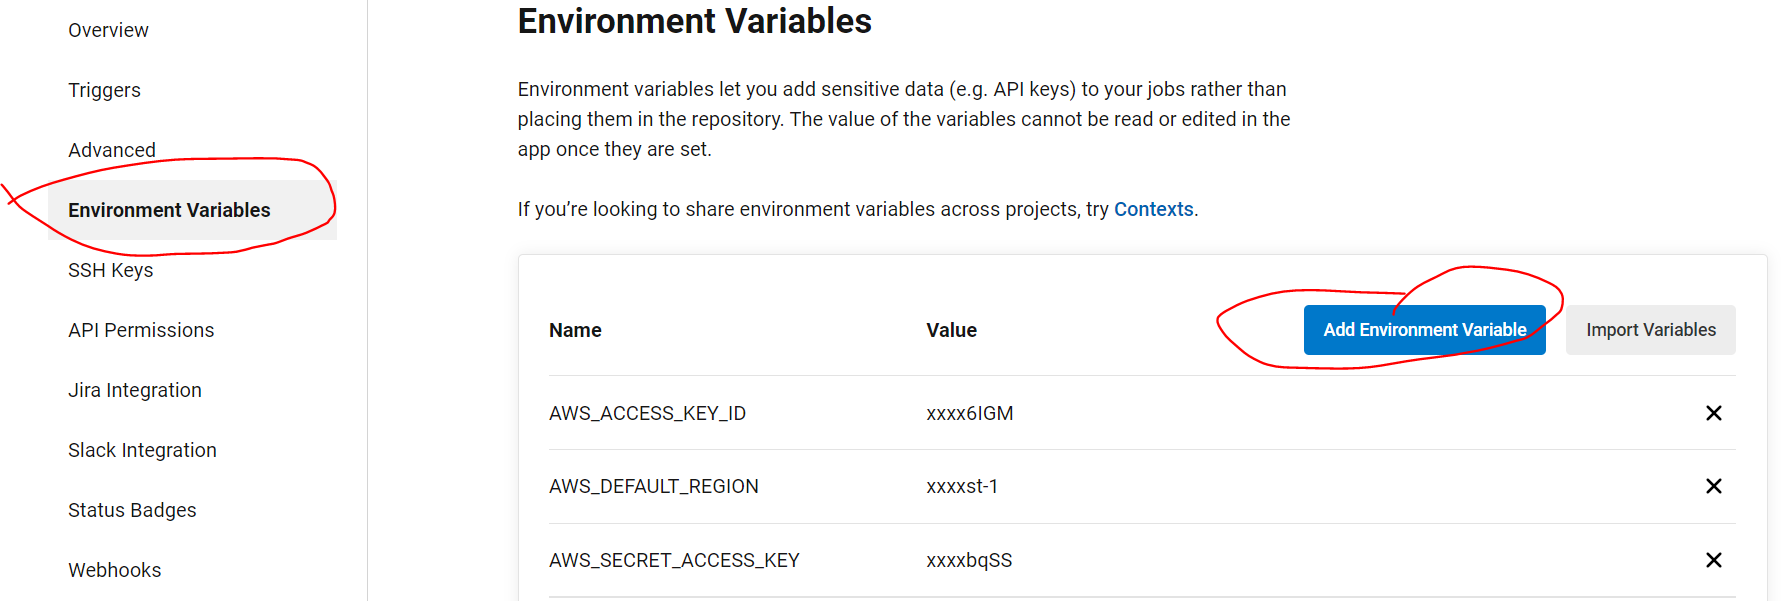 Overview
Triggers
Advanced
Environment Variables
SSH Keys
API Permissions
Jira Integration
Slack Integration
Status Badges
Webhooks
Environment Variables
Environment variables let you add sensitive data (e.g. API keys) to your jobs rather than
placing them in the repository. The value of the variables cannot be read or edited in the
app once they are set.
If you’re looking to share environment variables across projects, try Contexts.
Name Value Add Environment Variable Import Variables
AWS_ACCESS_KEY_ID xxxx6IGM
AWS_DEFAULT_REGION xxxxst-1
AWS_SECRET_ACCESS_KEY xxxxbqSS